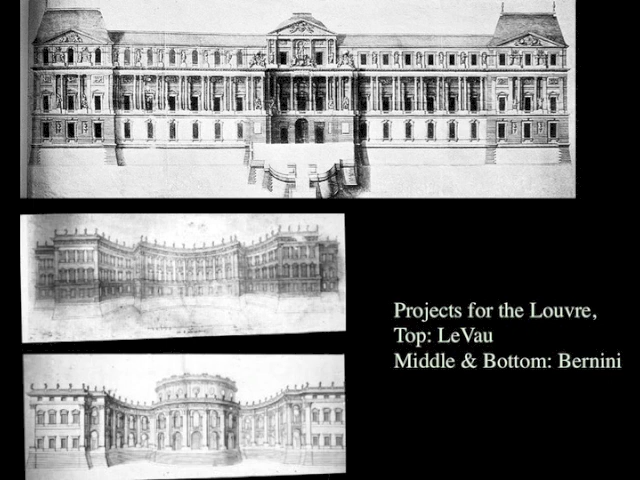 Projects for the Louvre,
Top: LeVau
Middle & Bottom: Bernini